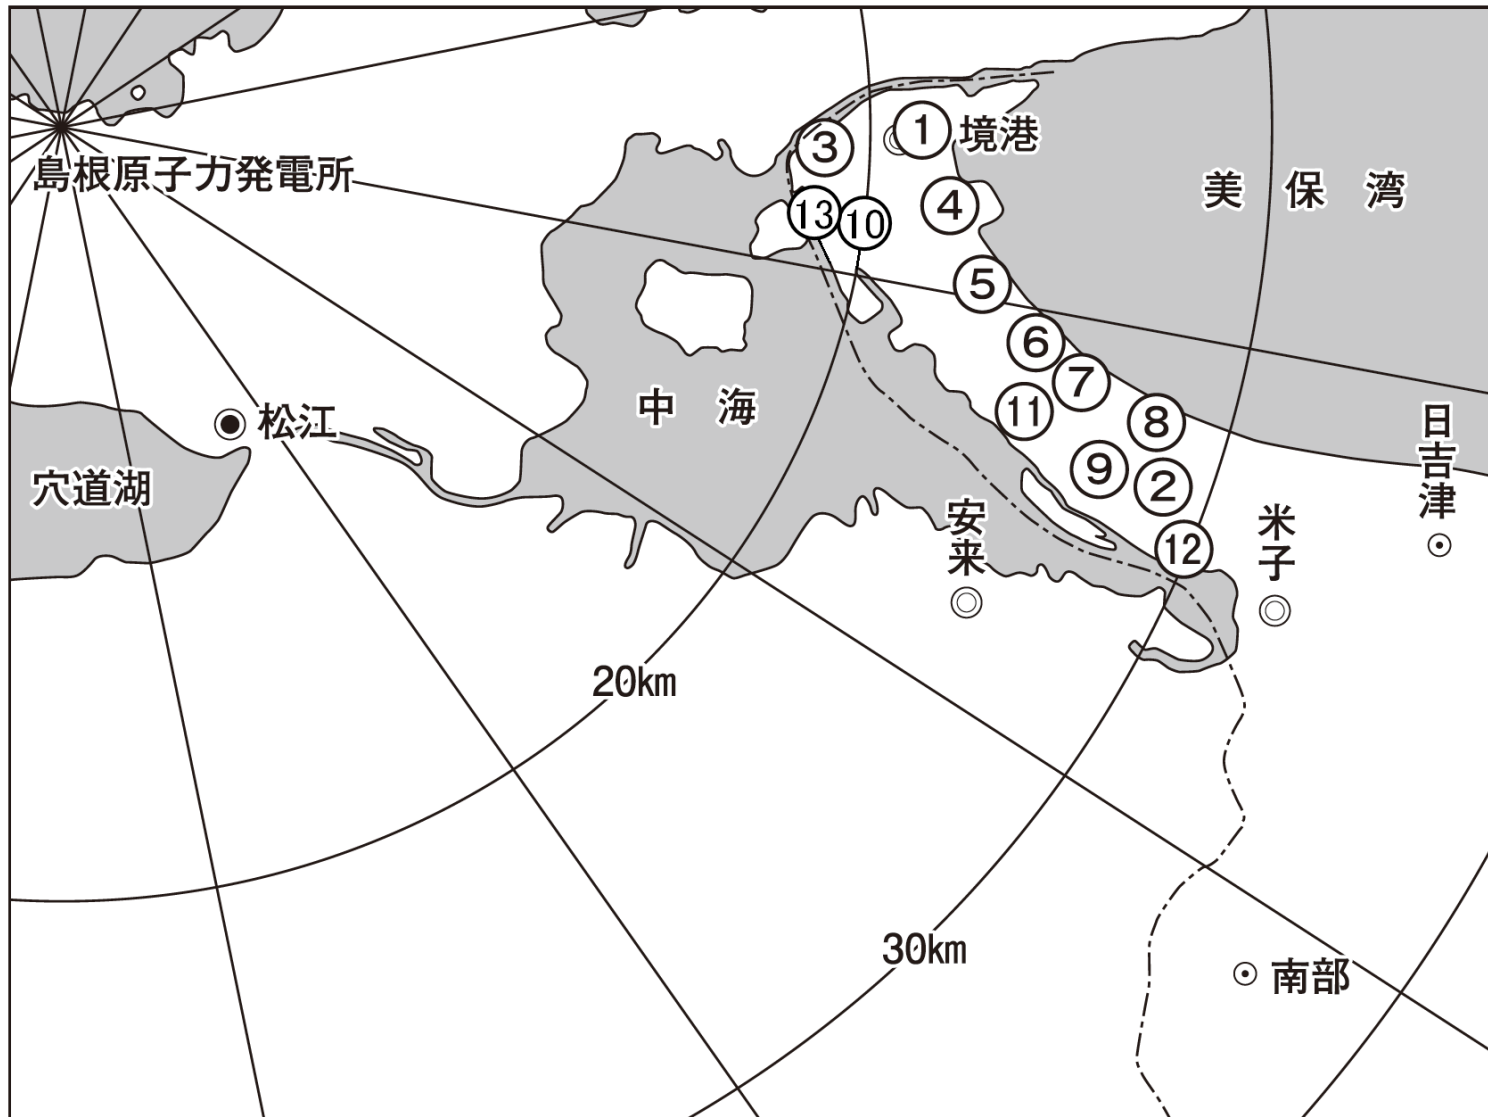 島根原子力発電所
① 境港
③
美保湾
④
⑬ ⑩
⑤
⑥
⑦
⑪
⑧
中海
松江
日吉津
穴道湖
⑨
②
安来
米子
⑫
20km
30km
南部